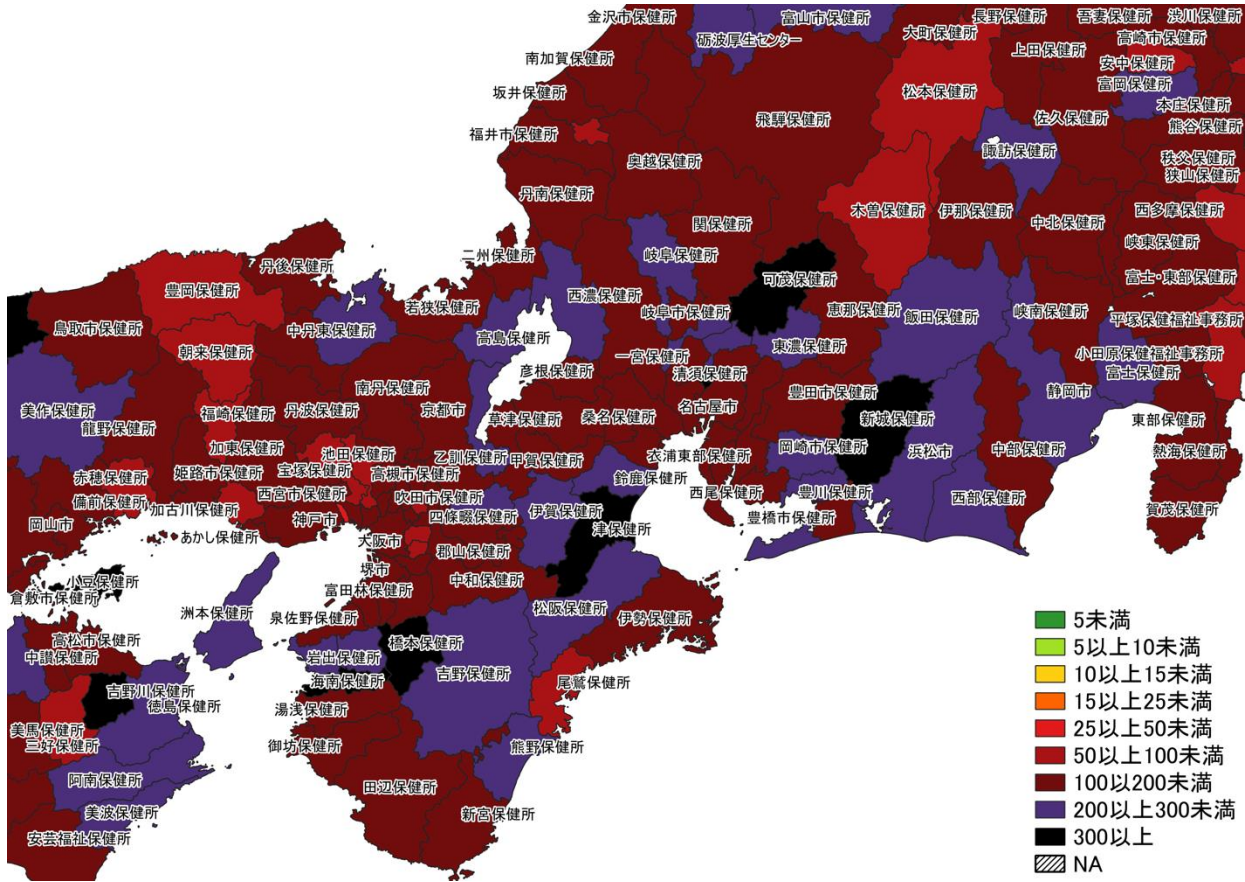 金沢市保健所
富山市保健所
長野保健所
吾妻保健所
渋川保健所
砺波厚生センター
大町保健所
高崎市保健所
南加賀保健所
上田保健所
安中保健所
坂井保健所
松本保健所
富岡保健所
本庄保健所
飛騨保健所
佐久保健所
福井市保健所
熊谷保健所
諏訪保健所
奥越保健所
秩父保健所
狭山保健所
丹南保健所
木曽保健所
伊那保健所
西多摩保健所
関保健所
中北保健所
峡東保健所
二州保健所
岐阜保健所
丹後保健所
可茂保健所
富士・東部保健所
豊岡保健所
西濃保健所
若狭保健所
岐阜市保健所
恵那保健所
飯田保健所
峡南保健所
平塚保健福祉事務所
鳥取市保健所
中丹東保健所
高島保健所
東濃保健所
朝来保健所
一宮保健所
小田原保健福祉事務所
彦根保健所
清須保健所
富士保健所
南丹保健所
豊田市保健所
静岡市
美作保健所
福崎保健所
丹波保健所
京都市
名古屋市
草津保健所
桑名保健所
新城保健所
東部保健所
龍野保健所
加東保健所
池田保健所
乙訓保健所
甲賀保健所
衣浦東部保健所
岡崎市保健所
浜松市
中部保健所
熱海保健所
赤穂保健所
姫路市保健所
宝塚保健所
高槻市保健所
鈴鹿保健所
備前保健所
西宮市保健所
吹田市保健所
西尾保健所
豊川保健所
西部保健所
加古川保健所
伊賀保健所
賀茂保健所
岡山市
神戸市
四條畷保健所
津保健所
豊橋市保健所
あかし保健所
大阪市
郡山保健所
堺市
小豆保健所
中和保健所
倉敷市保健所
富田林保健所
洲本保健所
泉佐野保健所
松阪保健所
伊勢保健所
高松市保健所
橋本保健所
5未満
中讃保健所
岩出保健所
吉野保健所
5以上10未満
海南保健所
尾鷲保健所
吉野川保健所
10以上15未満
徳島保健所
湯浅保健所
15以上25未満
美馬保健所
三好保健所
御坊保健所
熊野保健所
25以上50未満
50以上100未満
阿南保健所
田辺保健所
100以200未満
美波保健所
新宮保健所
200以上300未満
安芸福祉保健所
300以上
NA